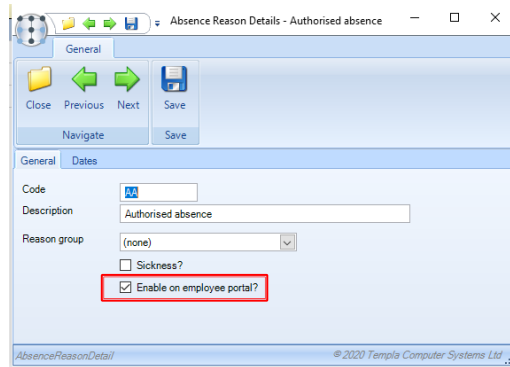 Absence Reason Details - Authorised absence
General
Close Previous Next Save
Navigate Save
General Dates
Code AA
Description Authorised absence
Reason group (none)
Sickness?
Enable on employee portal?
AbsenceReasonDetail © 2020 Templa Computer Systems Ltd